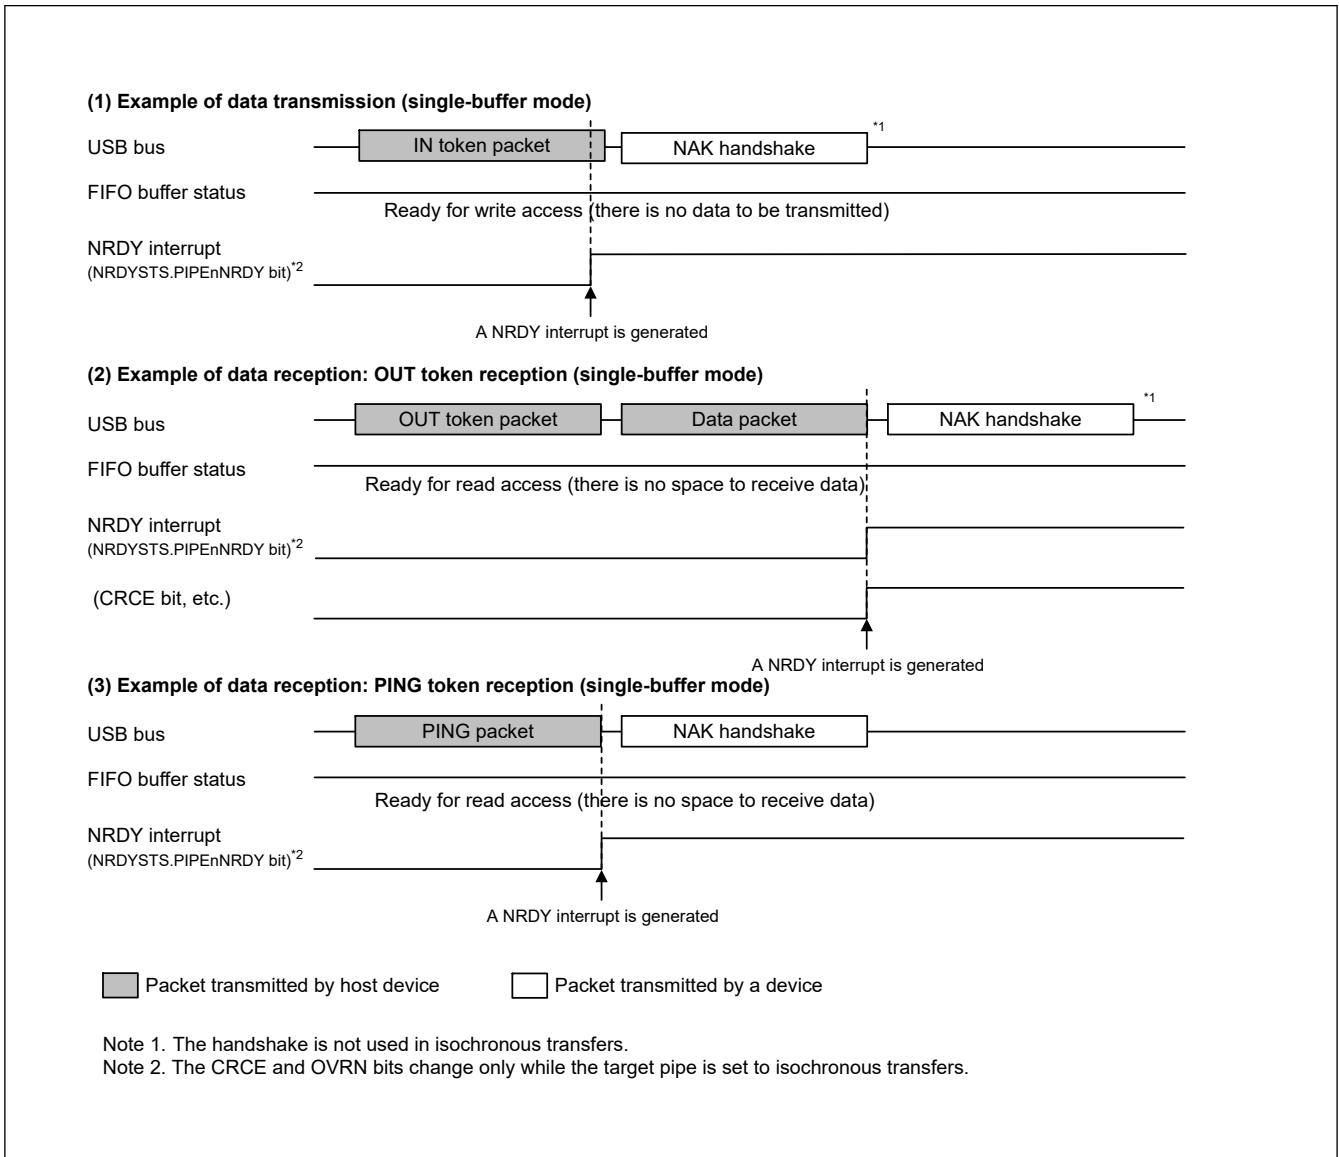 (1) Example of data transmission (single-buffer mode)
*1
USB bus
IN token packet
NAK handshake
FIFO buffer status
Ready for write access (there is no data to be transmitted)
NRDY interrupt
(NRDYSTS.PIPEnNRDY bit)*2
A NRDY interrupt is generated
(2) Example of data reception: OUT token reception (single-buffer mode)
*1
USB bus
OUT token packet
Data packet
NAK handshake
FIFO buffer status
Ready for read access (there is no space to receive data)
NRDY interrupt
(NRDYSTS.PIPEnNRDY bit)*2
(CRCE bit, etc.)
A NRDY interrupt is generated
(3) Example of data reception: PING token reception (single-buffer mode)
USB bus
PING packet
NAK handshake
FIFO buffer status
Ready for read access (there is no space to receive data)
NRDY interrupt
(NRDYSTS.PIPEnNRDY bit)*2
A NRDY interrupt is generated
Packet transmitted by host device
Packet transmitted by a device
Note 1. The handshake is not used in isochronous transfers.
Note 2. The CRCE and OVRN bits change only while the target pipe is set to isochronous transfers.